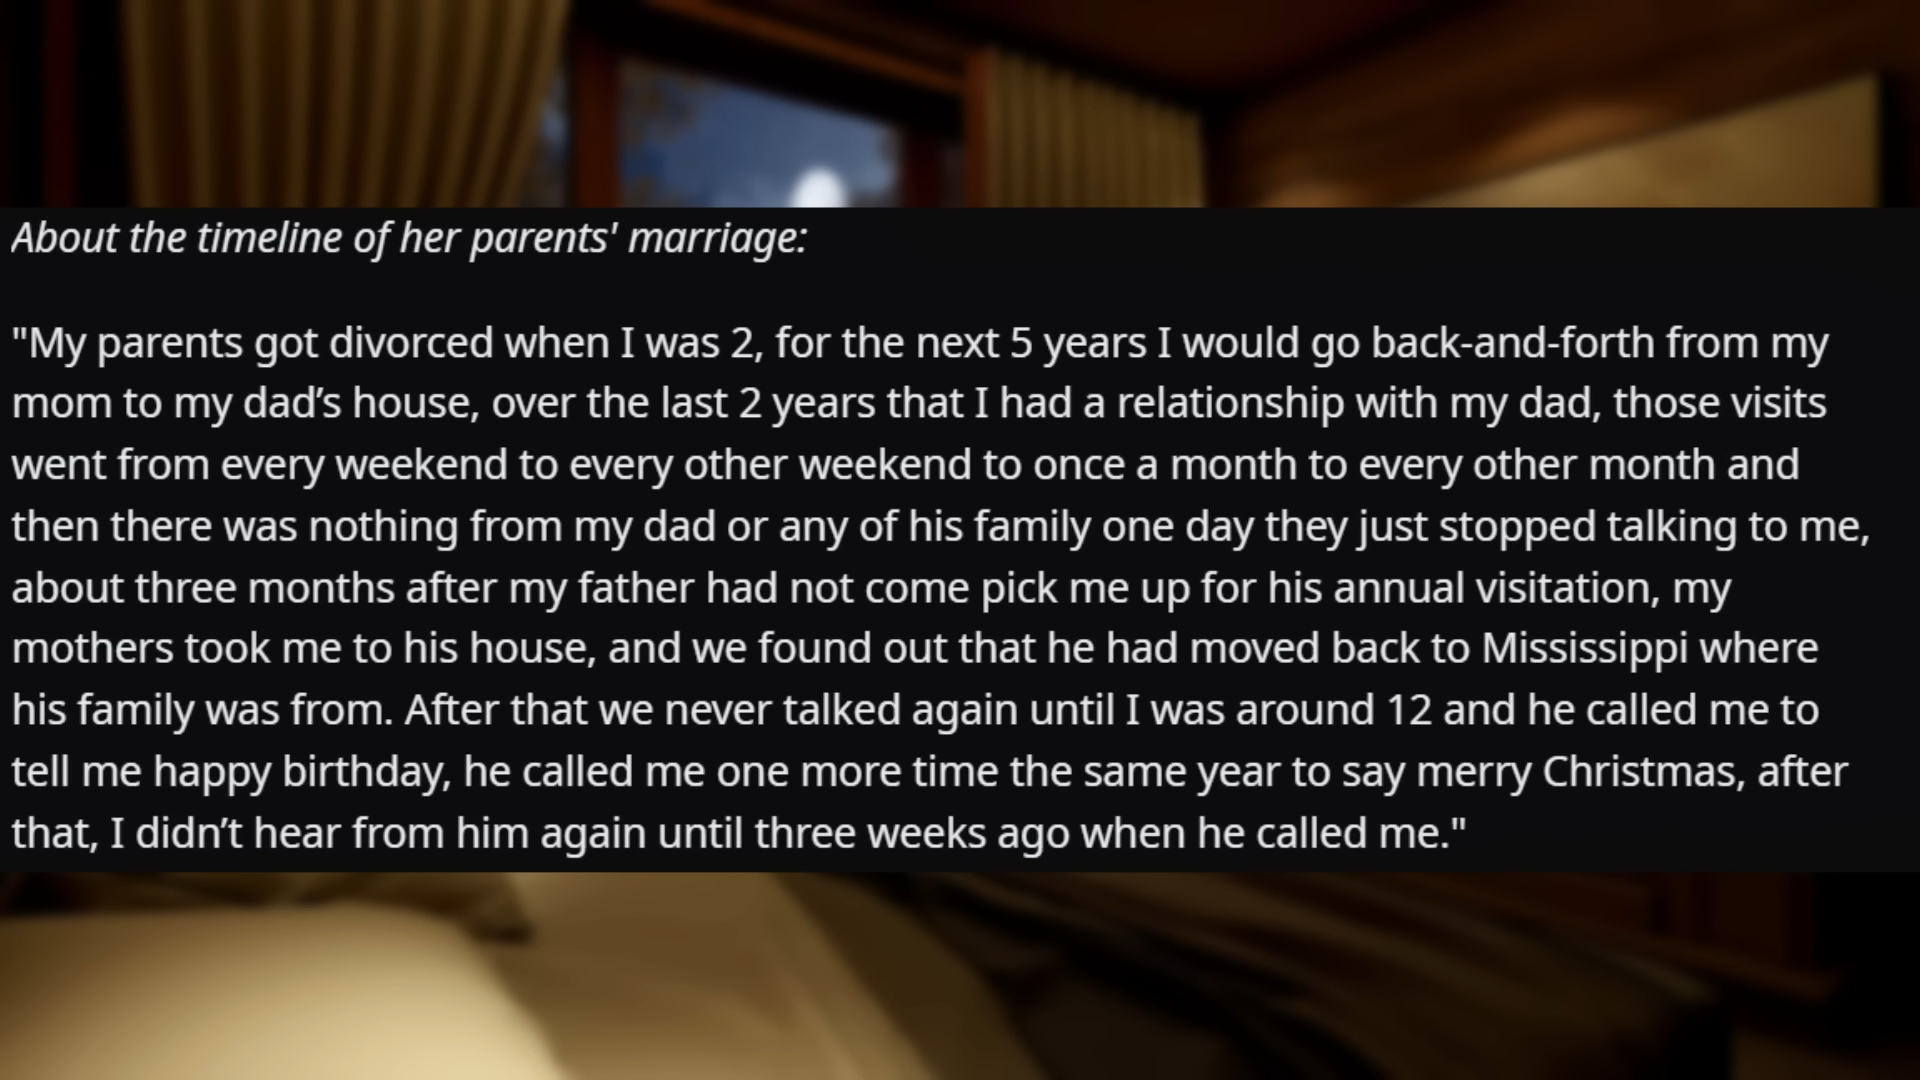 About the timeline of her parents' marriage:
"My parents got divorced when I was 2, for the next 5 years I would go back-and-forth from my
mom to my dad’s house, over the last 2 years that I had a relationship with my dad, those visits
went from every weekend to every other weekend to once a month to every other month and
then there was nothing from my dad or any of his family one day they just stopped talking to me,
about three months after my father had not come pick me up for his annual visitation, my
mothers took me to his house, and we found out that he had moved back to Mississippi where
his family was from. After that we never talked again until I was around 12 and he called me to
tell me happy birthday, he called me one more time the same year to say merry Christmas, after
that, I didn’t hear from him again until three weeks ago when he called me."